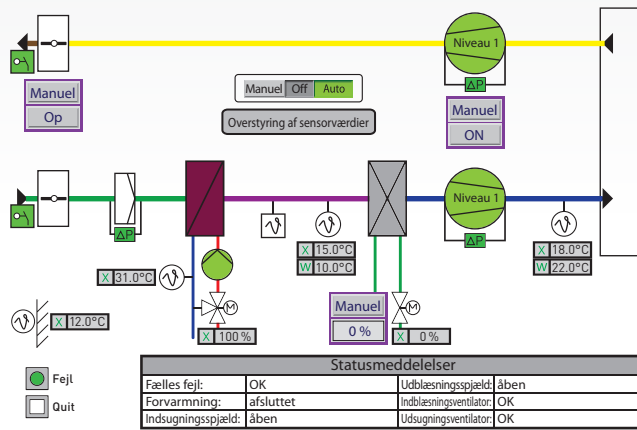 Niveau 1
ΔP
Manuel
Op
Manuel Off Auto
Overstyring af sensorværdier
Manuel
ON
Niveau 1
ΔP
ΔP
X 15.0°C
W 10.0°C
X 18.0°C
W 22.0°C
X 31.0°C
M
X 100 %
Manuel
0 %
M
X 0 %
X 12.0°C
Fejl
Quit
Statusmeddelelser
Fælles fejl: OK Udblæsningsspjæld: åben
Forvarmning: afsluttet Indblæsningsventilator: OK
Indsugningsspjæld: åben Udsugningsventilator: OK